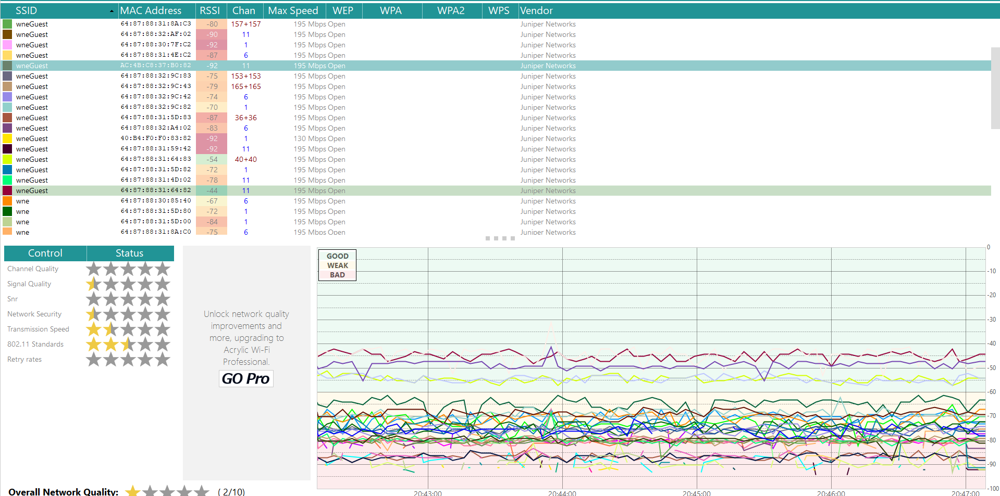 SSID MAC Address RSSI Chan Max Speed WEP WPA WPA2 WPS Vendor
wneGuest 64:87:88:31:8A:C3 -80 157+157 195 Mbps Open Juniper Networks
wneGuest 64:87:88:32:AF:02 -90 11 195 Mbps Open Juniper Networks
wneGuest 64:87:88:30:7F:C2 -92 1 195 Mbps Open Juniper Networks
wneGuest 64:87:88:31:4E:C2 -87 6 195 Mbps Open Juniper Networks
wneGuest AC:4B:C8:37:B0:82 -92 11 195 Mbps Open Juniper Networks
wneGuest 64:87:88:32:9C:83 -75 153+153 195 Mbps Open Juniper Networks
wneGuest 64:87:88:32:9C:43 -79 165+165 195 Mbps Open Juniper Networks
wneGuest 64:87:88:32:9C:42 -74 6 195 Mbps Open Juniper Networks
wneGuest 64:87:88:32:9C:82 -70 1 195 Mbps Open Juniper Networks
wneGuest 64:87:88:31:5D:83 -87 36+36 195 Mbps Open Juniper Networks
wneGuest 64:87:88:32:A4:02 -83 6 195 Mbps Open Juniper Networks
wneGuest 40:B4:F0:F0:83:82 -92 1 130 Mbps Open Juniper Networks
wneGuest 64:87:88:31:59:42 -92 11 195 Mbps Open Juniper Networks
wneGuest 64:87:88:31:64:83 -54 40+40 195 Mbps Open Juniper Networks
wneGuest 64:87:88:31:5D:82 -72 1 195 Mbps Open Juniper Networks
wneGuest 64:87:88:31:4D:02 -78 11 195 Mbps Open Juniper Networks
wneGuest 64:87:88:31:64:82 -44 11 195 Mbps Open Juniper Networks
wne 64:87:88:30:85:40 -67 6 195 Mbps Open Juniper Networks
wne 64:87:88:31:5D:80 -72 1 195 Mbps Open Juniper Networks
wne 64:87:88:31:5D:00 -84 1 195 Mbps Open Juniper Networks
wne 64:87:88:31:8A:C0 -75 6 195 Mbps Open Juniper Networks
Control Status
Channel Quality
Signal Quality
Snr
Network Security
Transmission Speed
802.11 Standards
Retry rates
Overall Network Quality: ( 2/10)
Unlock network quality
improvements and
more, upgrading to
Acrylic Wi-Fi
Professional.
GO Pro
GOOD
WEAK
BAD
0
-10
-20
-30
-40
-50
-60
-70
-80
-90
-100
20:43:00 20:44:00 20:45:00 20:46:00 20:47:00